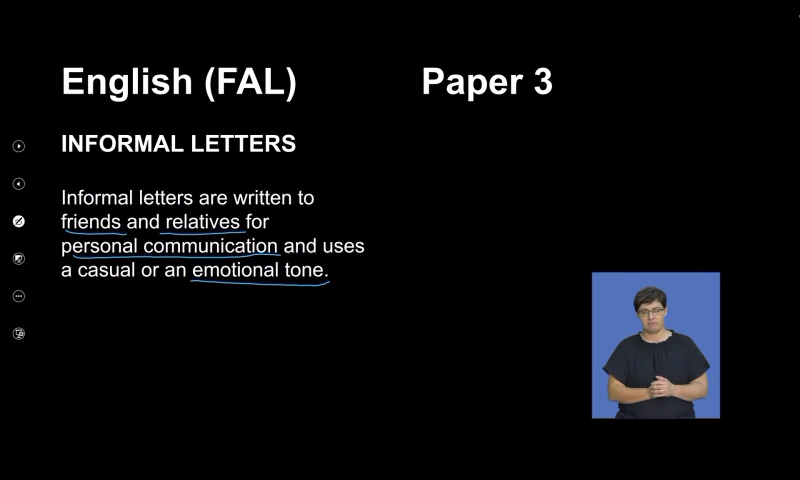 English (FAL) Paper 3
INFORMAL LETTERS
Informal letters are written to
friends and relatives for
personal communication and uses
a casual or an emotional tone.